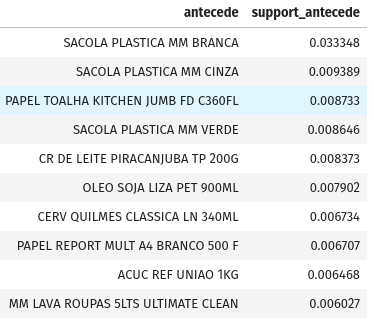 antecede support_antecede
SACOLA PLASTICA MM BRANCA 0.033348
SACOLA PLASTICA MM CINZA 0.009389
PAPEL TOALHA KITCHEN JUMB FD C360FL 0.008733
SACOLA PLASTICA MM VERDE 0.008646
CR DE LEITE PIRACANJUBA TP 200G 0.008373
OLEO SOJA LIZA PET 900ML 0.007902
CERV QUILMES CLASSICA LN 340ML 0.006734
PAPEL REPORT MULT A4 BRANCO 500 F 0.006707
ACUC REF UNIAO 1KG 0.006468
MM LAVA ROUPAS 5LTS ULTIMATE CLEAN 0.006027